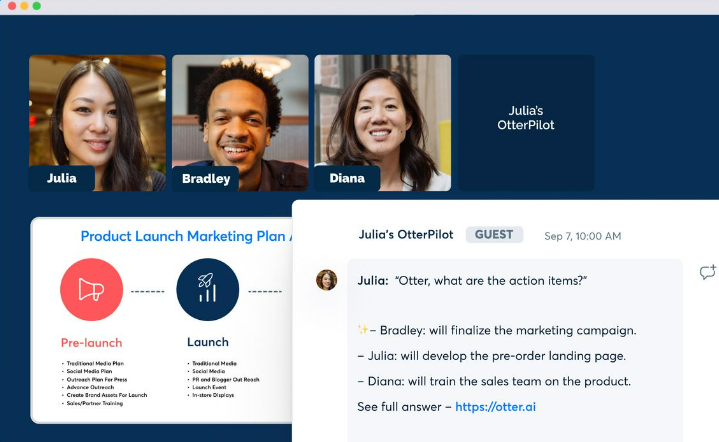 Julia
Bradley
Diana
Julia's
OtterPilot
Product Launch Marketing Plan
Pre-launch
• Traditional Media Plan
• Social Media Plan
• Outreach Plan For Press
• Advance Outreach
• Create Brand Assets For Launch
• Sales/Partner Training
Launch
• Traditional Media
• Social Media
• PR and Blogger Out Reach
• Launch Event
• In-store Displays
Julia's OtterPilot GUEST Sep 7, 10:00 AM
Julia: “Otter, what are the action items?”
✨– Bradley: will finalize the marketing campaign.
– Julia: will develop the pre-order landing page.
– Diana: will train the sales team on the product.
See full answer – https://otter.ai